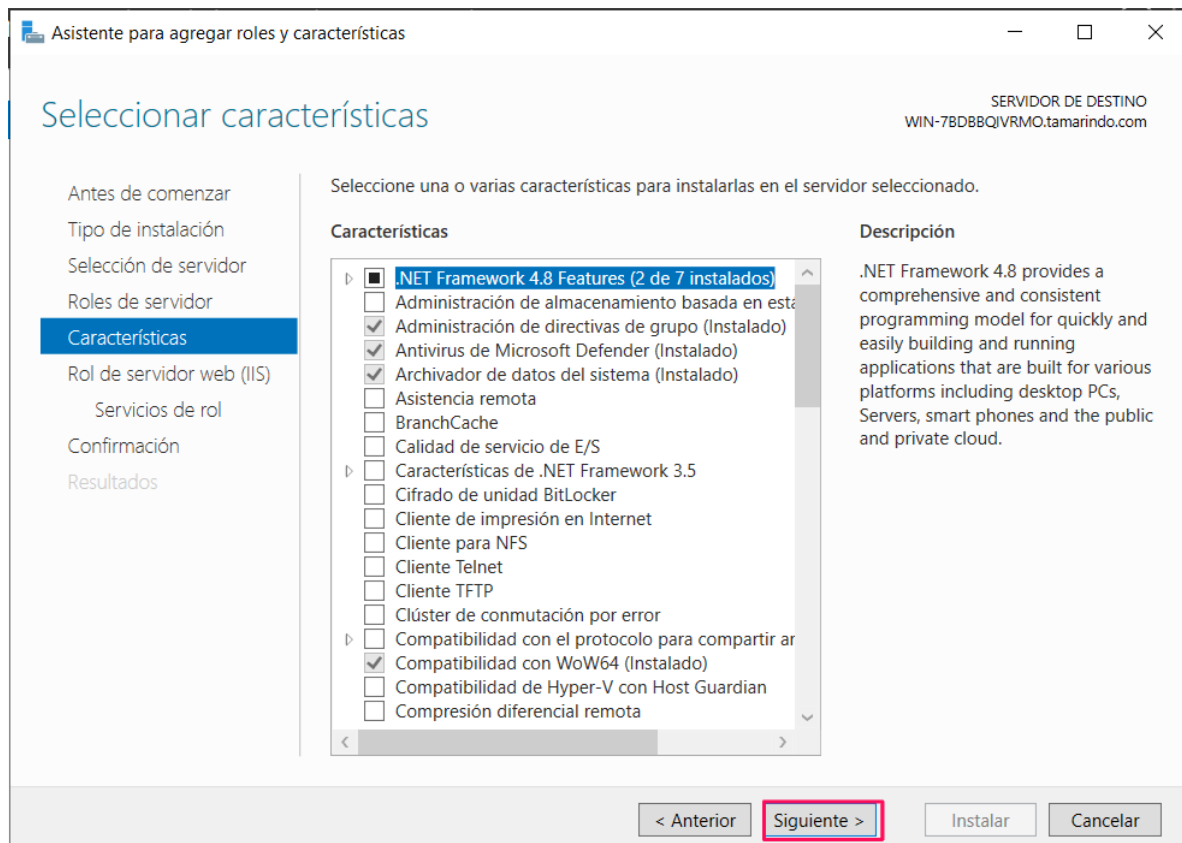 Asistente para agregar roles y características
Seleccionar características
SERVIDOR DE DESTINO
WIN-7BDBBQIVRMO.tamarindo.com
Antes de comenzar
Tipo de instalación
Selección de servidor
Roles de servidor
Características
Rol de servidor web (IIS)
Servicios de rol
Confirmación
Resultados
Seleccione una o varias características para instalarlas en el servidor seleccionado.
Características
.NET Framework 4.8 Features (2 de 7 instalados)
Administración de almacenamiento basada en está
Administración de directivas de grupo (Instalado)
Antivirus de Microsoft Defender (Instalado)
Archivador de datos del sistema (Instalado)
Asistencia remota
BranchCache
Calidad de servicio de E/S
Características de .NET Framework 3.5
Cifrado de unidad BitLocker
Cliente de impresión en Internet
Cliente para NFS
Cliente Telnet
Cliente TFTP
Clúster de conmutación por error
Compatibilidad con el protocolo para compartir ar
Compatibilidad con WoW64 (Instalado)
Compatibilidad de Hyper-V con Host Guardian
Compresión diferencial remota
Descripción
.NET Framework 4.8 provides a
comprehensive and consistent
programming model for quickly and
easily building and running
applications that are built for various
platforms including desktop PCs,
Servers, smart phones and the public
and private cloud.
< Anterior
Siguiente >
Instalar
Cancelar